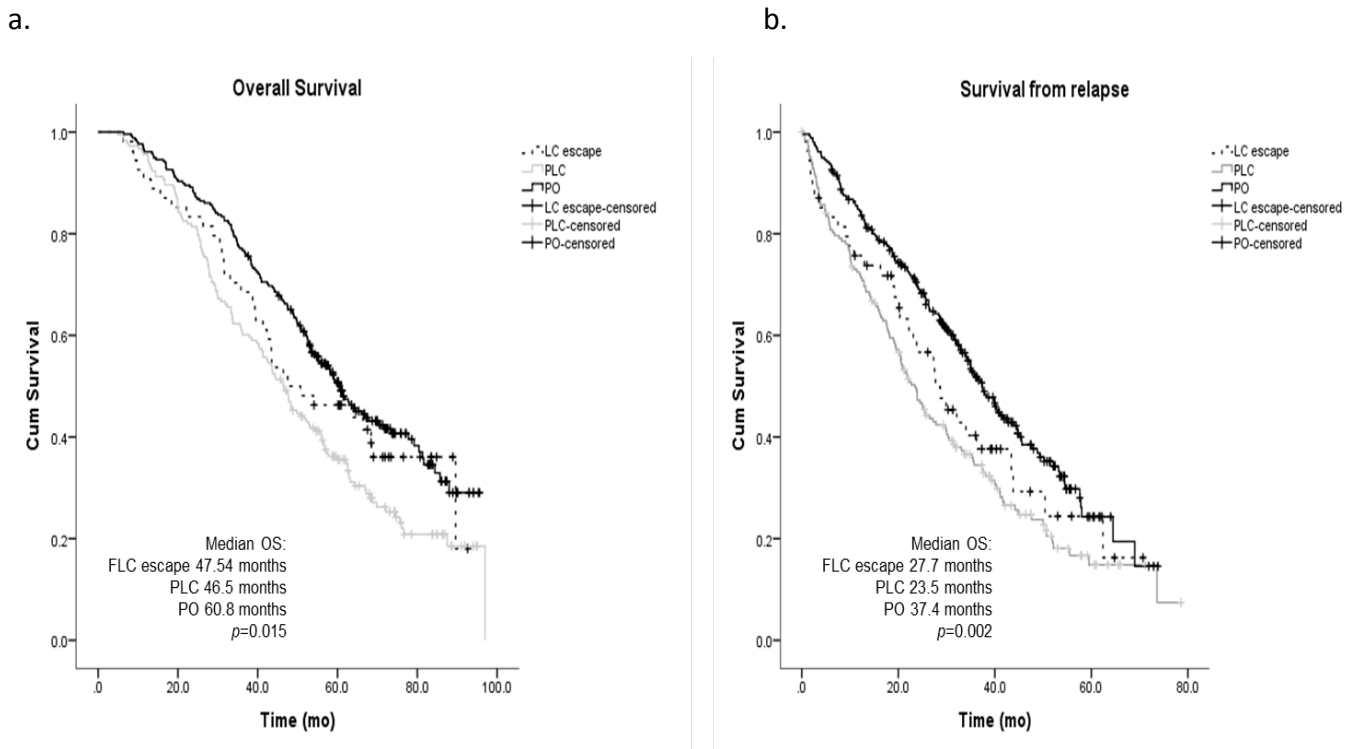 a.
Overall Survival
Cum Survival
1.0
0.8
0.6
0.4
0.2
0.0
.0 20.0 40.0 60.0 80.0 100.0
Time (mo)
LC escape
PLC
PO
LC escape-censored
PLC-censored
PO-censored
Median OS:
FLC escape 47.54 months
PLC 46.5 months
PO 60.8 months
p=0.015
b.
Survival from relapse
Cum Survival
1.0
0.8
0.6
0.4
0.2
0.0
.0 20.0 40.0 60.0 80.0
Time (mo)
LC escape
PLC
PO
LC escape-censored
PLC-censored
PO-censored
Median OS:
FLC escape 27.7 months
PLC 23.5 months
PO 37.4 months
p=0.002